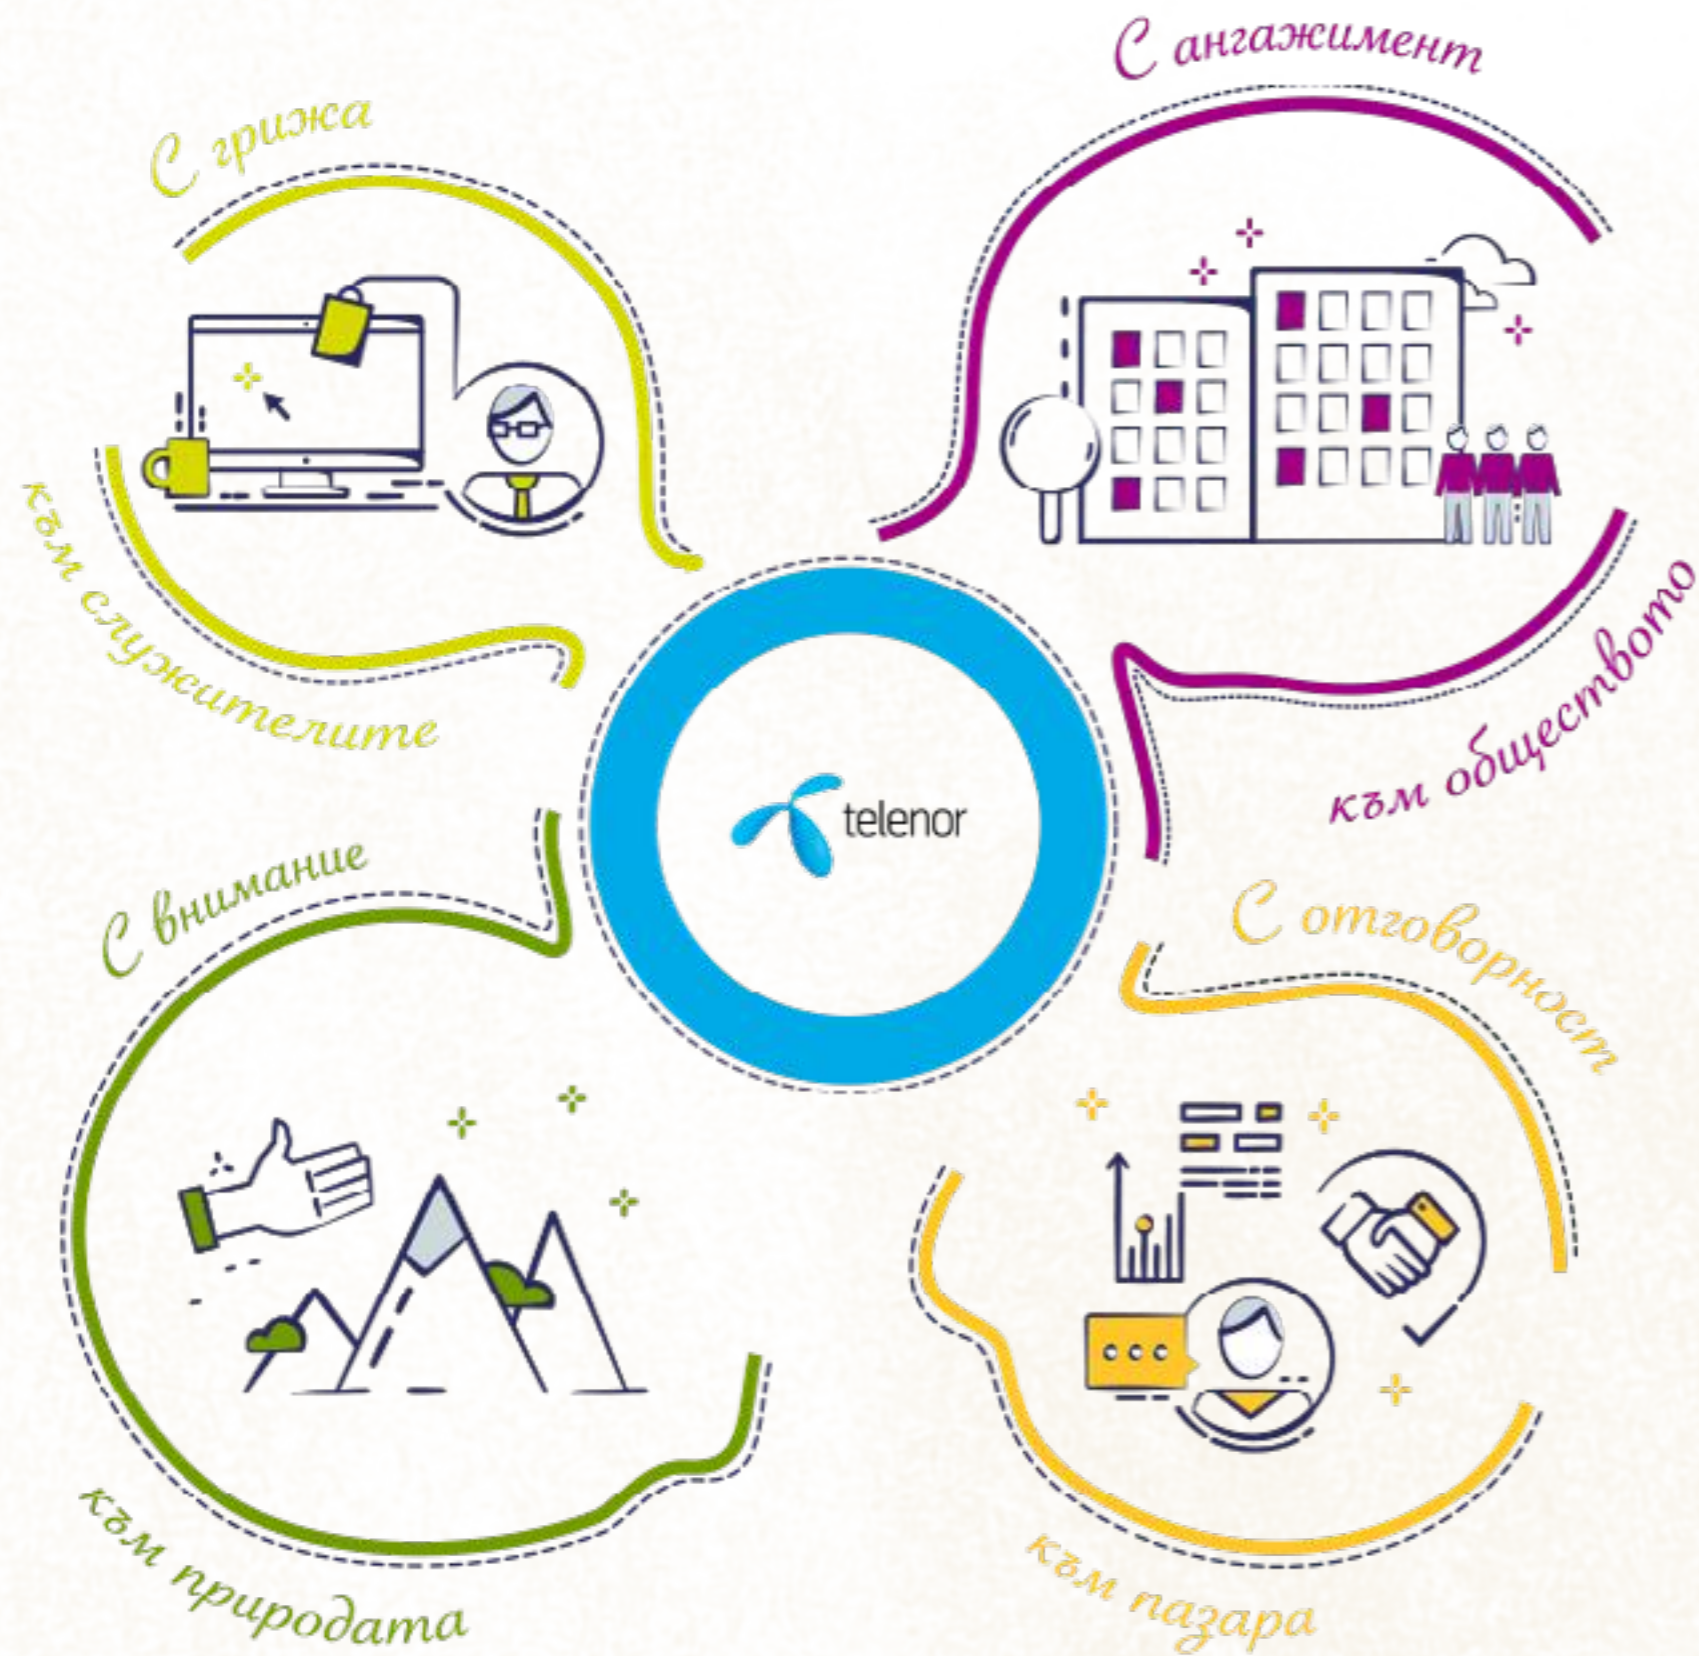 С грижа
към служителите
С ангажимент
към обществото
telenor
С внимание
към природата
С отговорност
към пазара